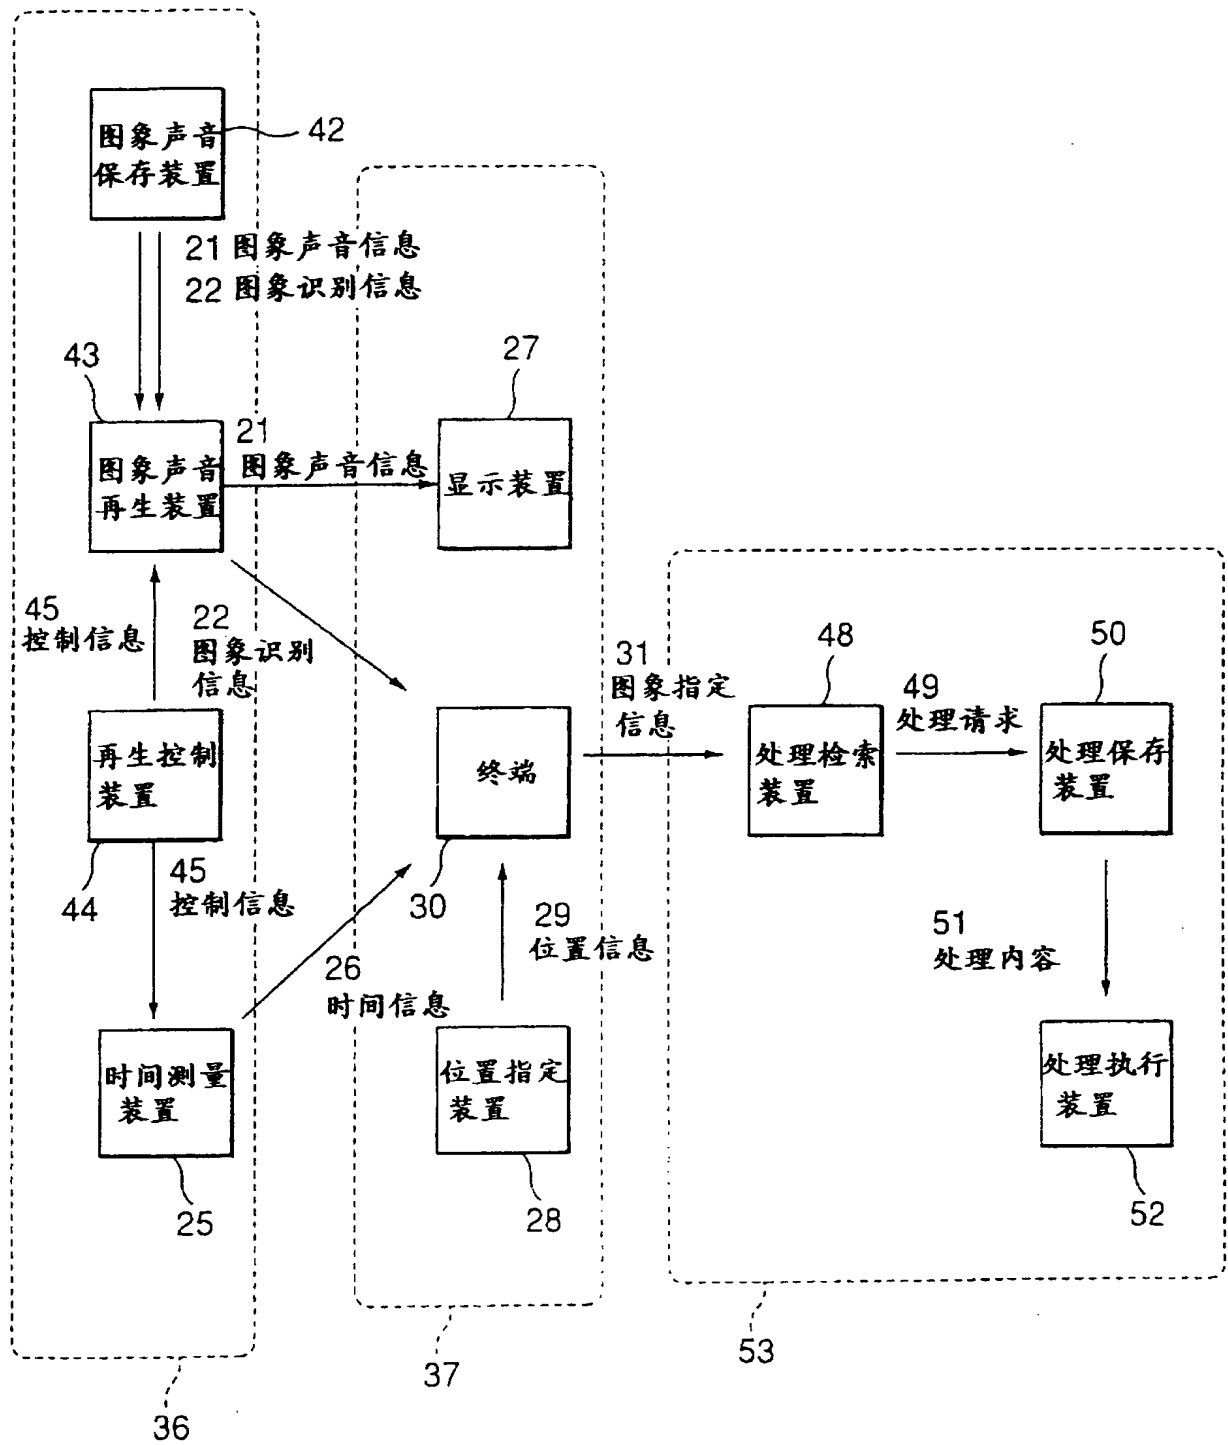 图象声音
保存装置
42
21 图象声音信息
22 图象识别信息
43
27
图象声音
再生装置
21
图象声音信息
显示装置
45
控制信息
22
图象识别
信息
31
图象指定
信息
48
49
处理请求
50
再生控制
装置
终端
处理检索
装置
处理保存
装置
44
45
控制信息
30
29
位置信息
51
处理内容
26
时间信息
时间测量
装置
位置指定
装置
处理执行
装置
25
28
52
37
53
36